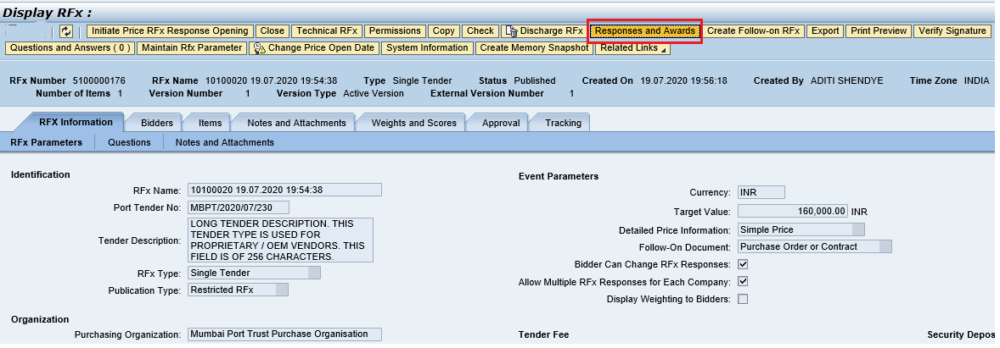 Display RFx :
Initiate Price RFx Response Opening Close Technical RFx Permissions Copy Check Discharge RFx Responses and Awards Create Follow-on RFx Export Print Preview Verify Signature
Questions and Answers ( 0 ) Maintain Rfx Parameter Change Price Open Date System Information Create Memory Snapshot Related Links
RFx Number 5100000176 RFx Name 10100020 19.07.2020 19:54:38 Type Single Tender Status Published Created On 19.07.2020 19:56:18 Created By ADITI SHENDYE Time Zone INDIA
Number of Items 1 Version Number 1 Version Type Active Version External Version Number 1
RFX Information Bidders Items Notes and Attachments Weights and Scores Approval Tracking
RFx Parameters Questions Notes and Attachments
Identification
RFx Name: 10100020 19.07.2020 19:54:38
Port Tender No: MBPT/2020/07/230
Tender Description: LONG TENDER DESCRIPTION. THIS
TENDER TYPE IS USED FOR
PROPRIETARY / OEM VENDORS. THIS
FIELD IS OF 256 CHARACTERS.
RFx Type: Single Tender
Publication Type: Restricted RFx
Organization
Purchasing Organization: Mumbai Port Trust Purchase Organisation
Event Parameters
Currency: INR
Target Value: 160,000.00 INR
Detailed Price Information: Simple Price
Follow-On Document: Purchase Order or Contract
Bidder Can Change RFx Responses:
Allow Multiple RFx Responses for Each Company:
Display Weighting to Bidders:
Tender Fee
Security Depos